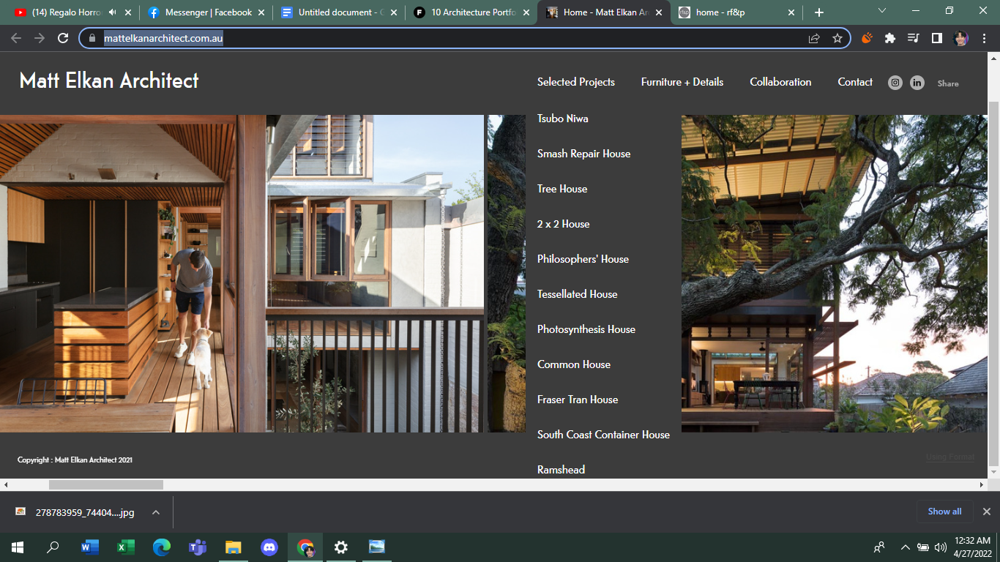 (14) Regalo Horro
Messenger | Facebook
Untitled document - G
10 Architecture Portfo
Home - Matt Elkan Ar
home - rf&p
mattelkanarchitect.com.au
Matt Elkan Architect
Selected Projects
Furniture + Details
Collaboration
Contact
Share
Tsubo Niwa
Smash Repair House
Tree House
2 x 2 House
Philosophers' House
Tessellated House
Photosynthesis House
Common House
Fraser Tran House
South Coast Container House
Ramshead
Copyright : Matt Elkan Architect 2021
Using Format
278783959_74404....jpg
Show all
12:32 AM
4/27/2022